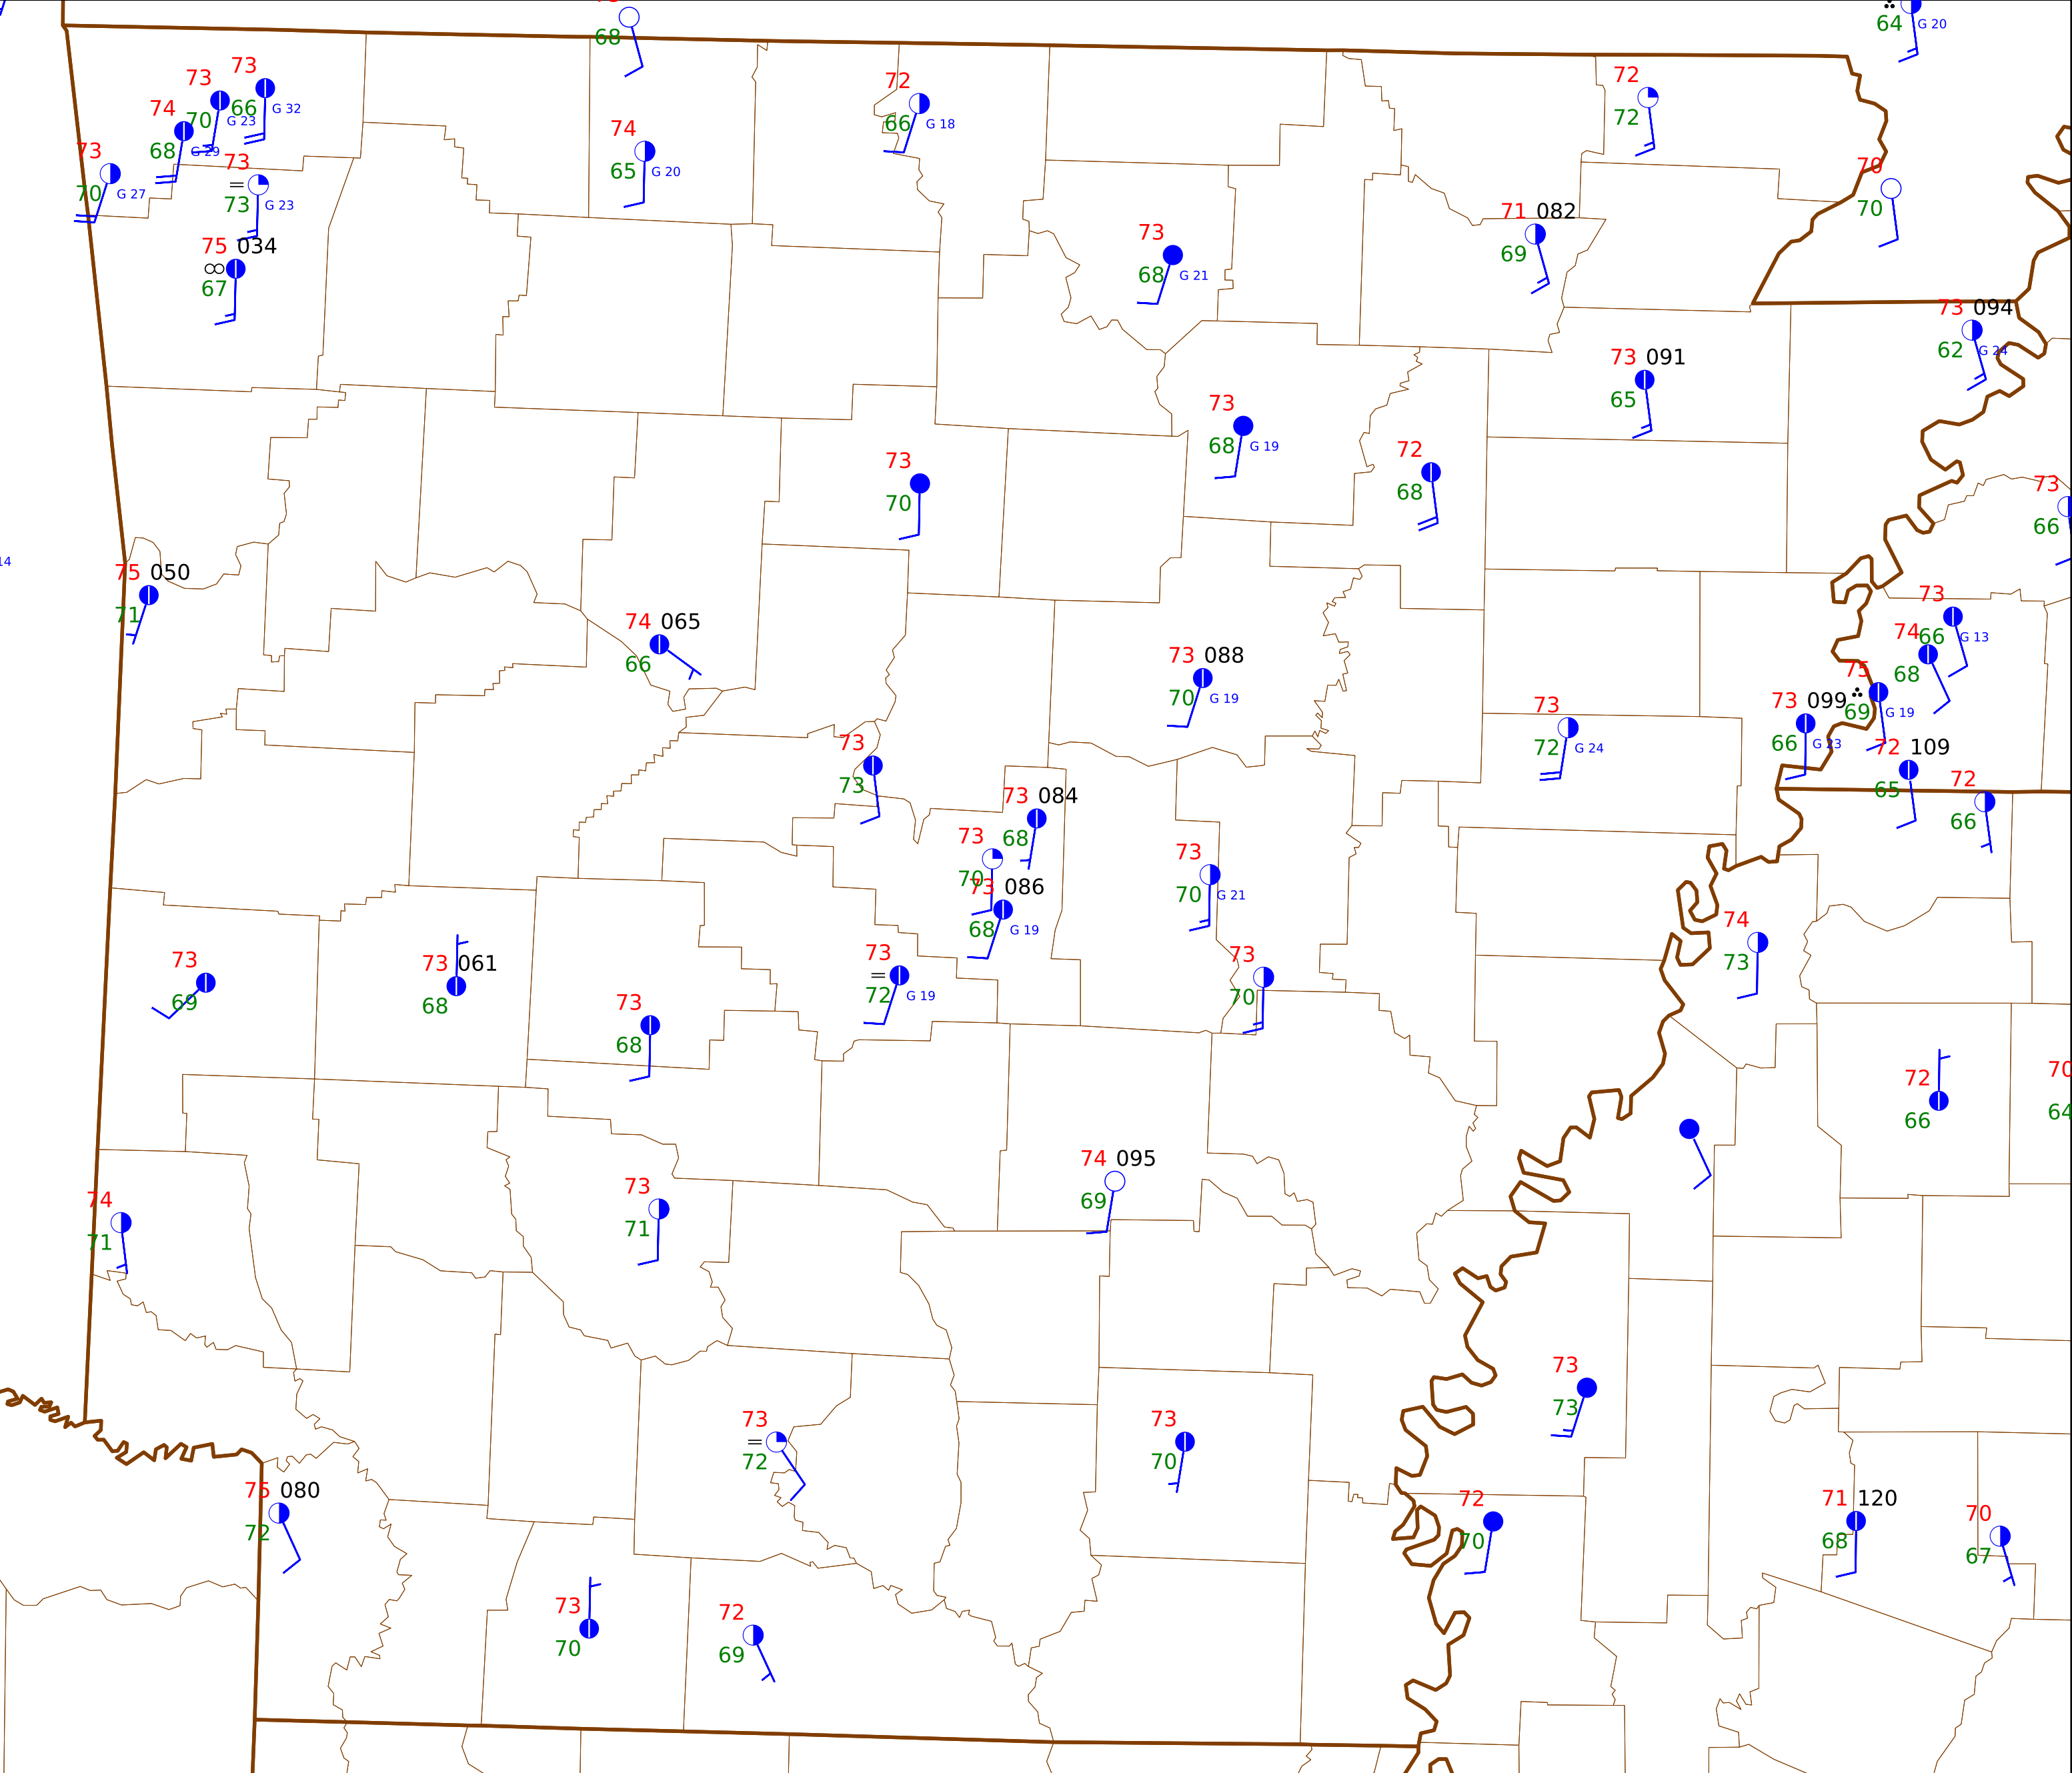 68
64 G 20
73 66 G 32
73 70 G 23
74 68 G 29
73 70 G 27
73 73 G 23
75 034 67
74 65 G 20
72 66 G 18
72 72
70 70
71 082 69
73 68 G 21
73 094 62 G 24
73 091 65
73 68 G 19
72 68
73 70
73 66
14
75 050 71
74 065 66
73 088 70 G 19
73 66 G 13
74 68
75 69 G 19
73 099 66 G 23
72 109 65
72 66
73 72 G 24
73 73
73 084 68
73 70
73 086 68 G 19
73 70 G 21
73 72 G 19
73 70
74 73
73 69
73 061 68
73 68
72 66
70 64
74 095 69
74 71
73 71
73 73
73 72
73 70
75 080 72
72 70
71 120 68
70 67
73 70
72 69